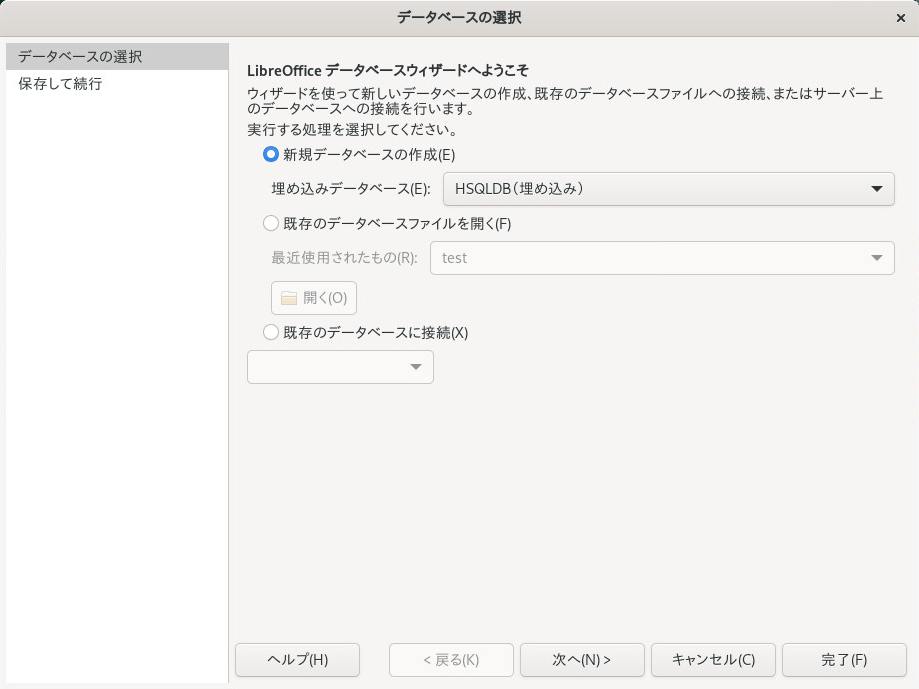 データベースの選択
データベースの選択
保存して続行
LibreOffice データベースウィザードへようこそ
ウィザードを使って新しいデータベースの作成、既存のデータベースファイルへの接続、またはサーバー上
のデータベースへの接続を行います。
実行する処理を選択してください。
新規データベースの作成(E)
埋め込みデータベース(E): HSQLDB（埋め込み）
既存のデータベースファイルを開く(F)
最近使用されたもの(R): test
開く(O)
既存のデータベースに接続(X)
ヘルプ(H) < 戻る(K) 次へ(N) > キャンセル(C) 完了(F)